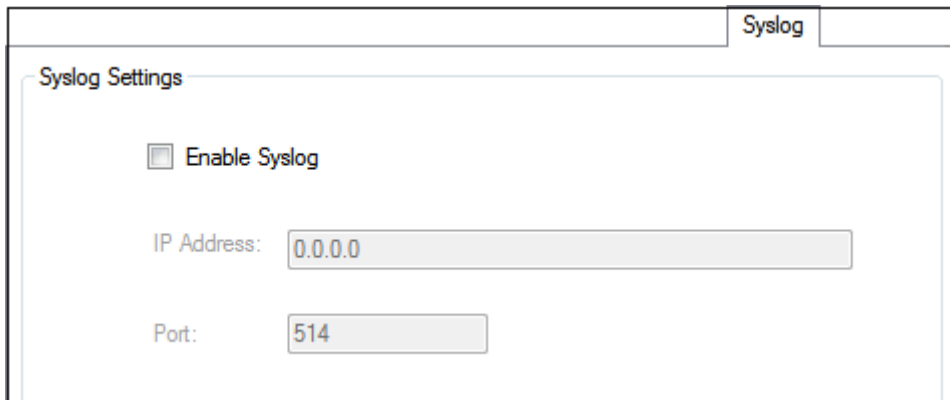 Syslog
Syslog Settings
Enable Syslog
IP Address: 0.0.0.0
Port: 514